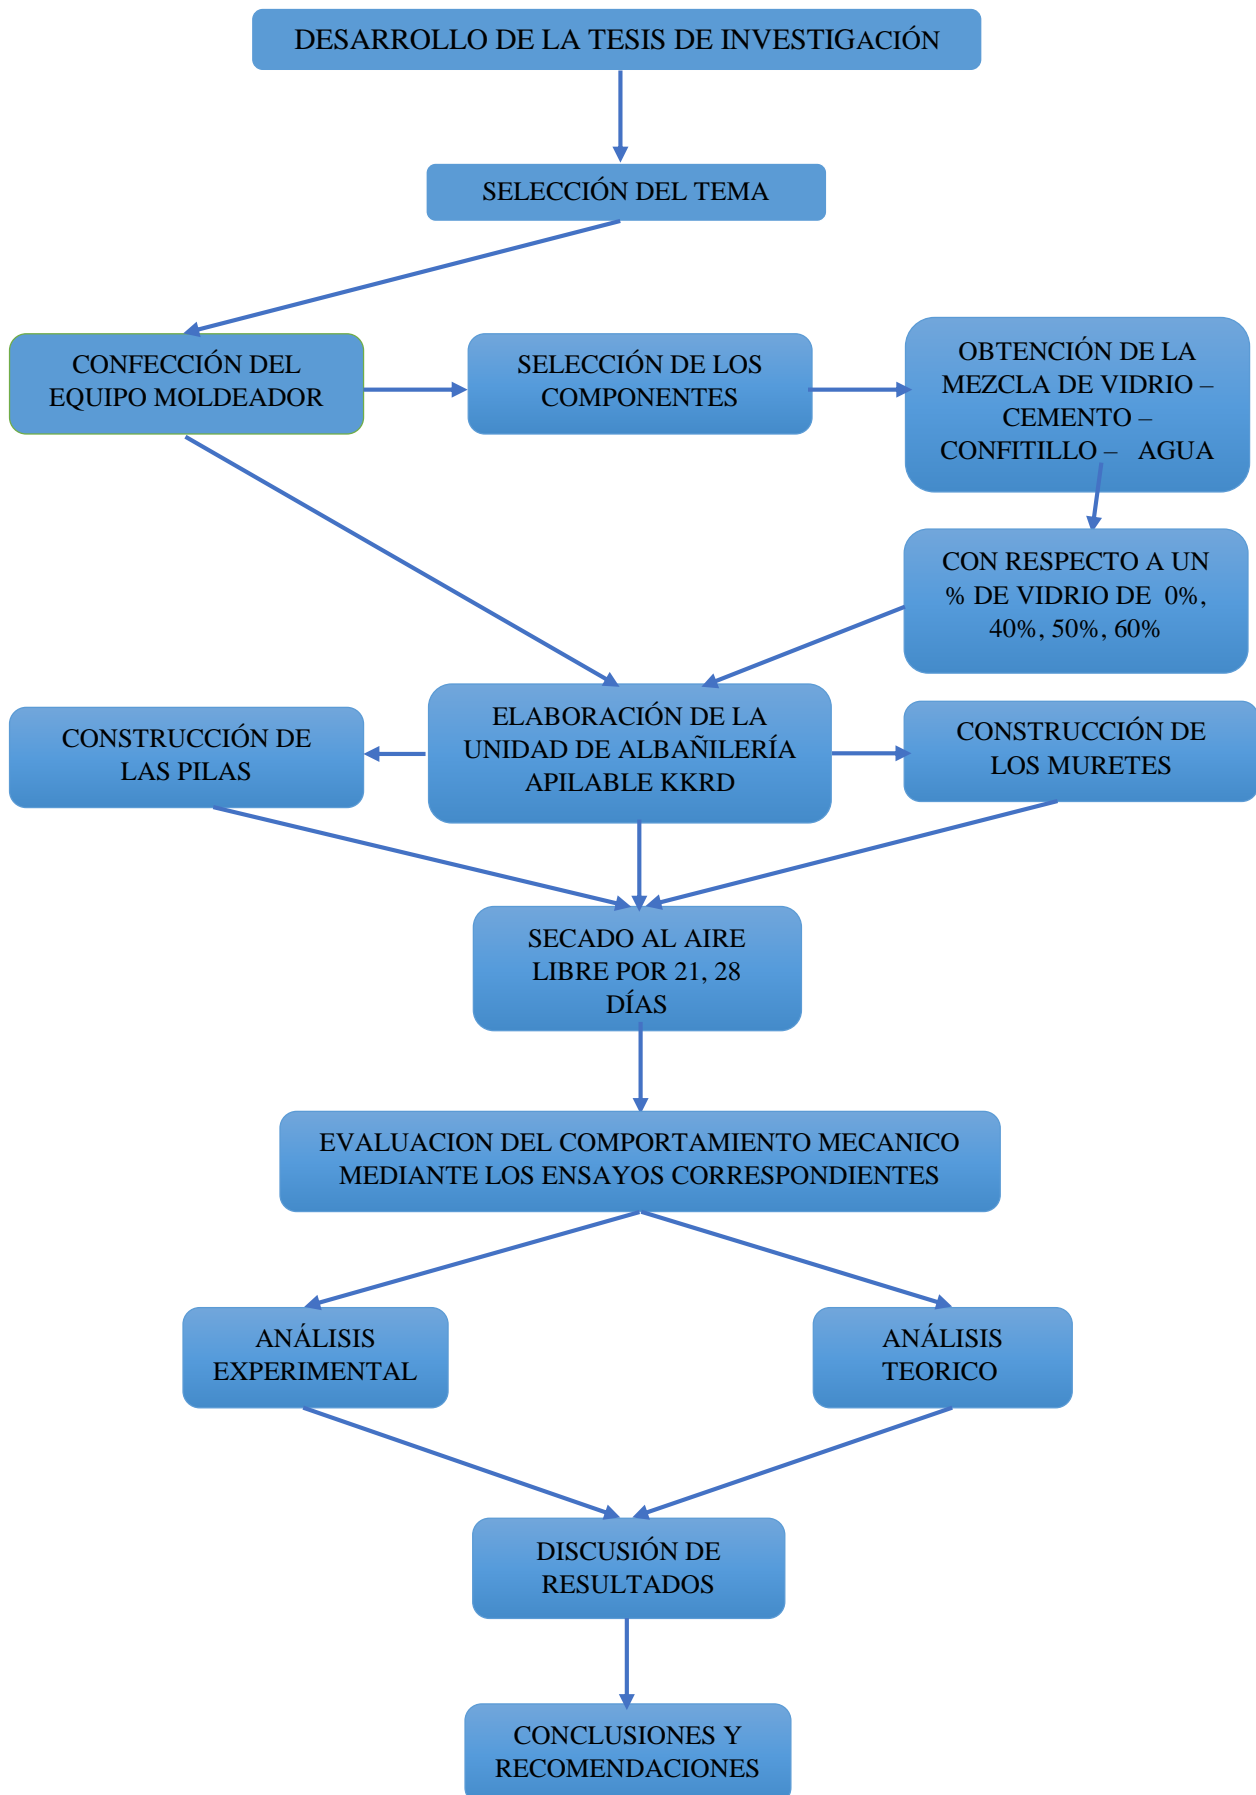 DESARROLLO DE LA TESIS DE INVESTIGACIÓN
SELECCIÓN DEL TEMA
CONFECCIÓN DEL
EQUIPO MOLDEADOR
SELECCIÓN DE LOS
COMPONENTES
OBTENCIÓN DE LA
MEZCLA DE VIDRIO –
CEMENTO –
CONFITILLO – AGUA
CON RESPECTO A UN
% DE VIDRIO DE 0%,
40%, 50%, 60%
CONSTRUCCIÓN DE
LAS PILAS
ELABORACIÓN DE LA
UNIDAD DE ALBAÑILERÍA
APILABLE KKRD
CONSTRUCCIÓN DE
LOS MURETES
SECADO AL AIRE
LIBRE POR 21, 28
DÍAS
EVALUACION DEL COMPORTAMIENTO MECANICO
MEDIANTE LOS ENSAYOS CORRESPONDIENTES
ANÁLISIS
EXPERIMENTAL
ANÁLISIS
TEORICO
DISCUSIÓN DE
RESULTADOS
CONCLUSIONES Y
RECOMENDACIONES